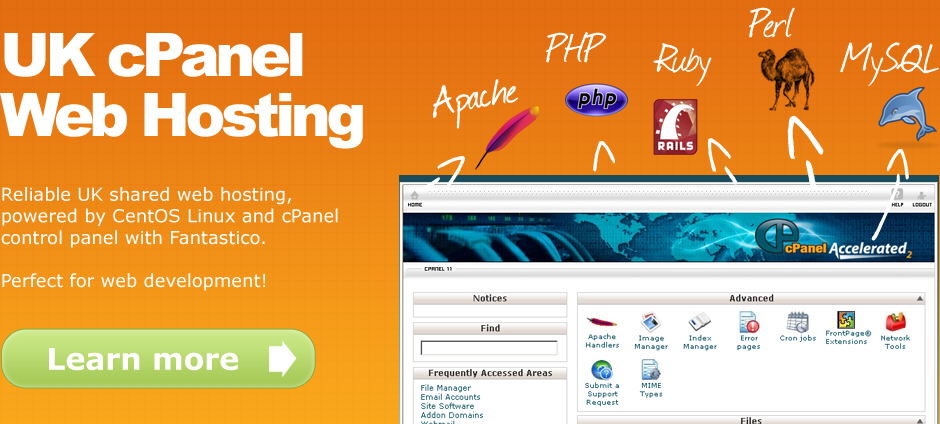 UK cPanel
Web Hosting
Reliable UK shared web hosting,
powered by CentOS Linux and cPanel
control panel with Fantastico.
Perfect for web development!
Learn more
Apache
PHP
php
Ruby
RAILS
Perl
MySQL
HOME
HELP
LOGOUT
cPanel Accelerated2
CPANEL 11
Notices
Find
Frequently Accessed Areas
File Manager
Email Accounts
Site Software
Addon Domains
Webmail
Advanced
Apache Handlers
Image Manager
Index Manager
Error pages
Cron jobs
FrontPage® Extensions
Network Tools
Submit a Support Request
MIME Types
Files